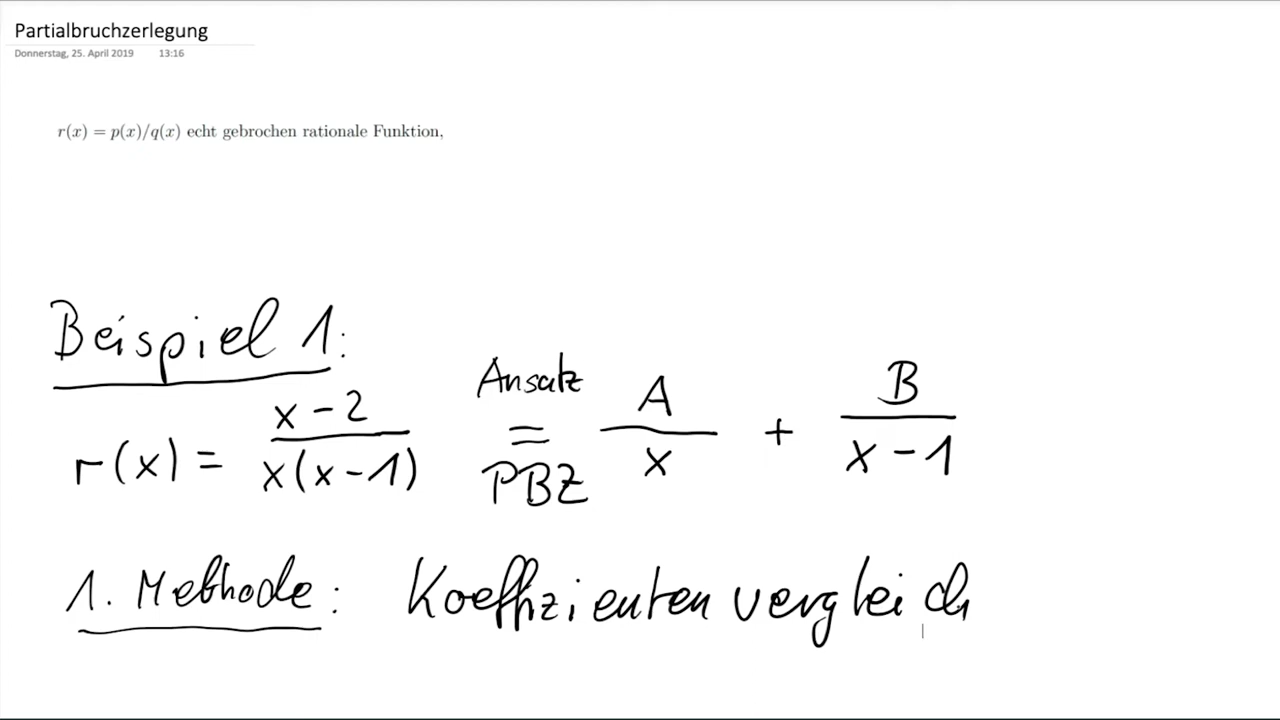 Partialbruchzerlegung
Donnerstag, 25. April 2019 13:16
r(x) = p(x)/q(x) echt gebrochen rationale Funktion,
Beispiel 1:
r(x) = x-2 / x(x-1) Ansatz = PBZ A / x + B / x-1
1. Methode: Koeffizientenvergleich